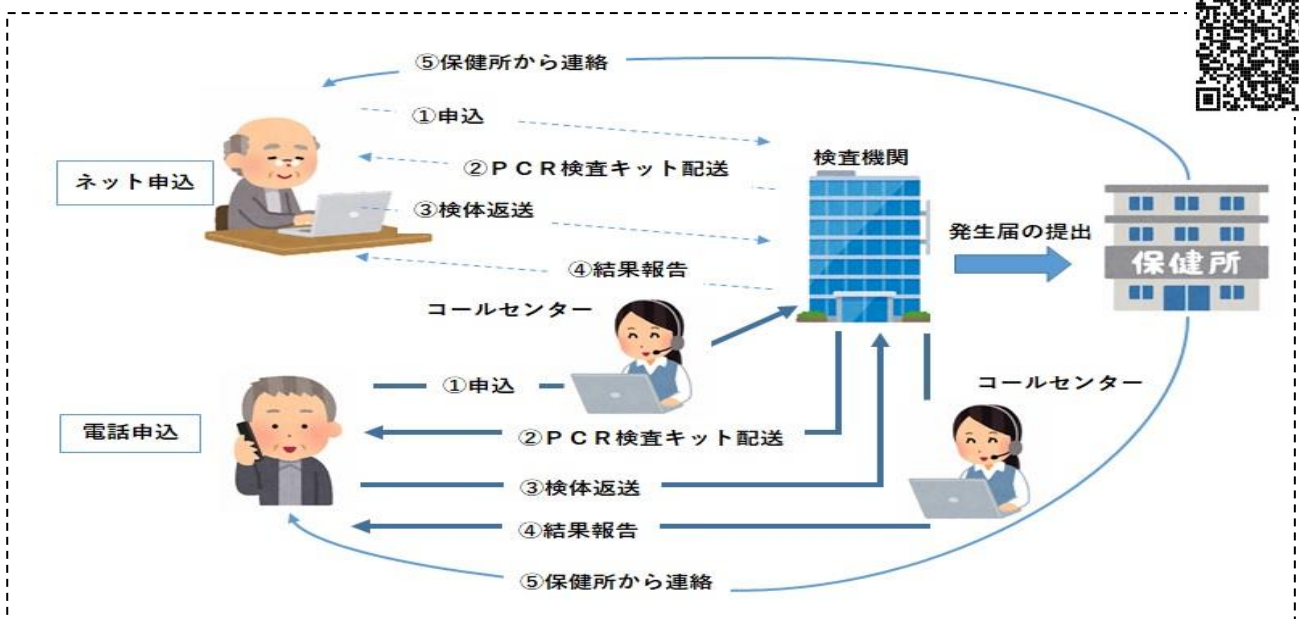 ⑤保健所から連絡
①申込
検査機関
②ＰＣＲ検査キット配送
ネット申込
③検体返送
発生届の提出
保健所
④結果報告
コールセンター
①申込
コールセンター
電話申込
②ＰＣＲ検査キット配送
③検体返送
④結果報告
⑤保健所から連絡